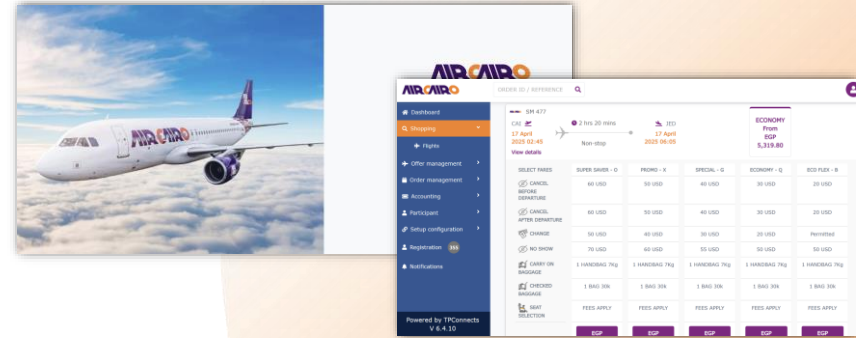 AIR CAIRO
AIR CAIRO
AIR CAIRO
ORDER ID / REFERENCE
Dashboard
Shopping
Flights
Offer management
Order management
Accounting
Participant
Setup configuration
Registration
Notifications
Powered by TPConnects
V 6.4.10
SM 477
CAI
2 hrs 20 mins
JED
17 April
2025 02:45
Non-stop
17 April
2025 06:05
View details
ECONOMY
From
EGP
5,319.80
SELECT FARES SUPER SAVER - O PROMO - X SPECIAL - G ECONOMY - Q ECO FLEX - B
CANCEL BEFORE DEPARTURE 60 USD 50 USD 40 USD 30 USD 20 USD
CANCEL AFTER DEPARTURE 60 USD 50 USD 40 USD 30 USD 20 USD
CHANGE 50 USD 40 USD 30 USD 20 USD Permitted
NO SHOW 70 USD 60 USD 55 USD 50 USD 50 USD
CARRY ON BAGGAGE 1 HANDBAG 7Kg 1 HANDBAG 7Kg 1 HANDBAG 7Kg 1 HANDBAG 7Kg 1 HANDBAG 7Kg
CHECKED BAGGAGE 1 BAG 30k 1 BAG 30k 1 BAG 30k 1 BAG 30k 1 BAG 30k
SEAT SELECTION FEES APPLY FEES APPLY FEES APPLY FEES APPLY FEES APPLY
EGP EGP EGP EGP EGP